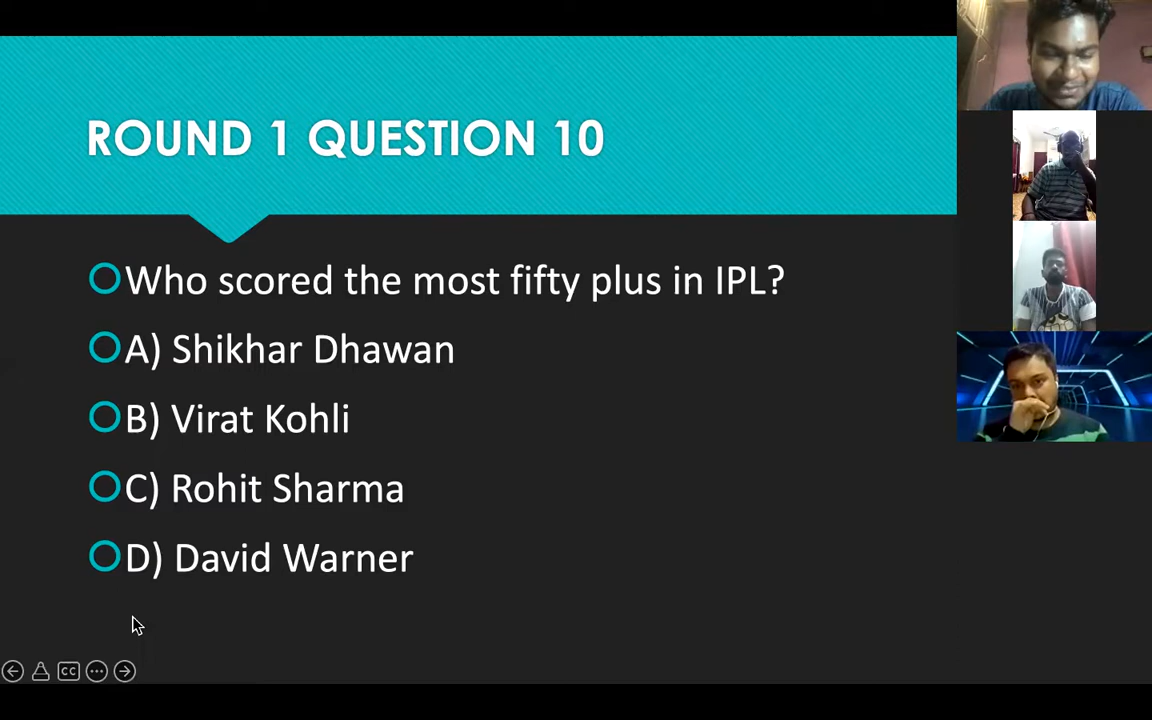 ROUND 1 QUESTION 10
Who scored the most fifty plus in IPL?
A) Shikhar Dhawan
B) Virat Kohli
C) Rohit Sharma
D) David Warner
CC